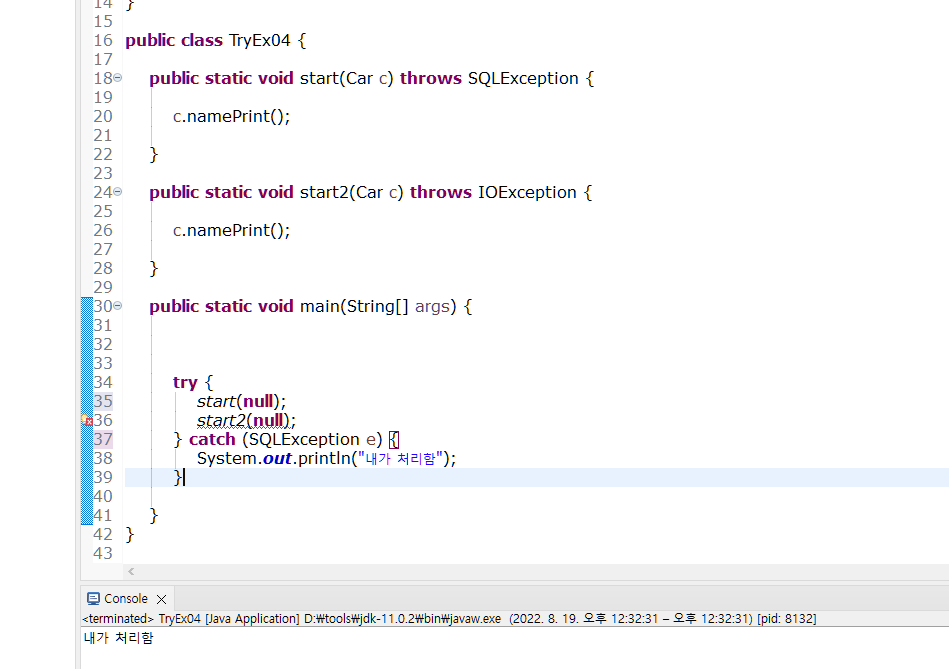 14 }
15
16 public class TryEx04 {
17
18 public static void start(Car c) throws SQLException {
19
20 c.namePrint();
21
22 }
23
24 public static void start2(Car c) throws IOException {
25
26 c.namePrint();
27
28 }
29
30 public static void main(String[] args) {
31
32
33
34 try {
35 start(null);
36 start2(null);
37 } catch (SQLException e) {
38 System.out.println("내가 처리함");
39 }
40
41 }
42 }
43
Console
<terminated> TryEx04 [Java Application] D:₩tools₩jdk-11.0.2₩bin₩javaw.exe (2022. 8. 19. 오후 12:32:31 – 오후 12:32:31) [pid: 8132]
내가 처리함